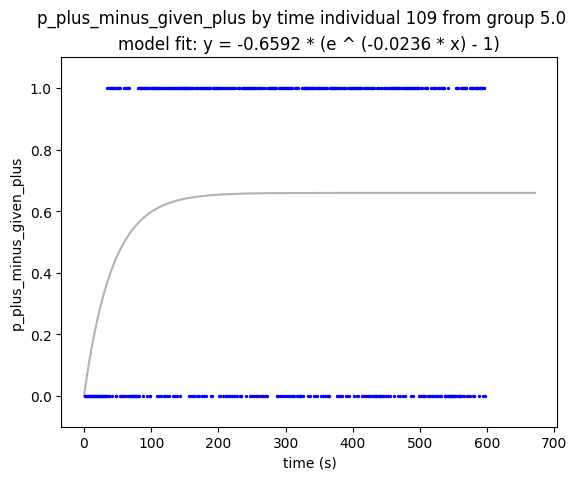 p_plus_minus_given_plus by time individual 109 from group 5.0
model fit: y = -0.6592 * (e ^ (-0.0236 * x) - 1)
p_plus_minus_given_plus
1.0
0.8
0.6
0.4
0.2
0.0
0 100 200 300 400 500 600 700
time (s)